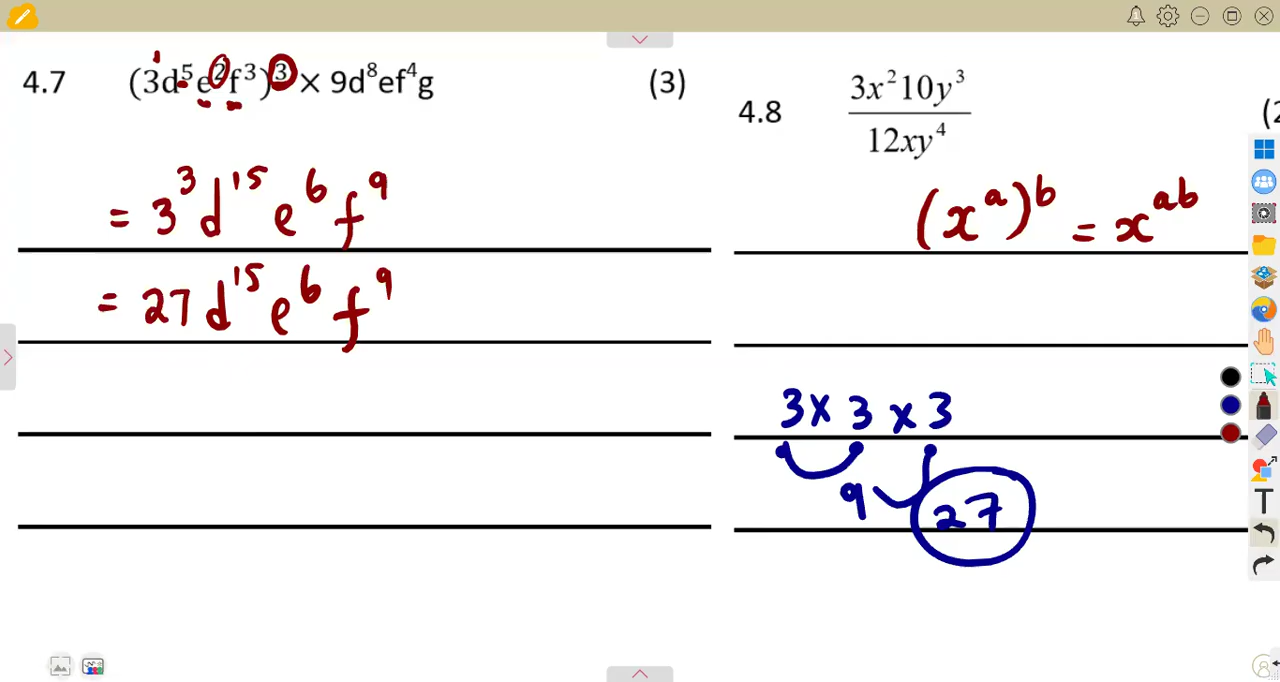 4.7 (3d⁵e²f³)³ × 9d⁸ef⁴g (3)
= 3³d¹⁵e⁶f⁹
= 27d¹⁵e⁶f⁹
4.8 3x²10y³
12xy⁴
(2
(xᵃ)ᵇ = xᵃᵇ
3 x 3 x 3
9
27
T